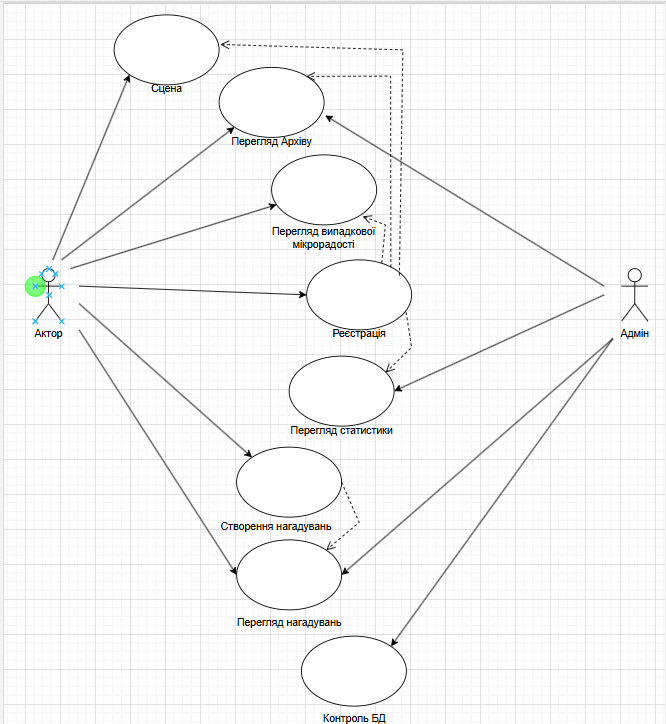 Сцена
Перегляд Архіву
Перегляд випадкової
мікрорадості
Реєстрація
Актор
Адмін
Перегляд статистики
Створення нагадувань
Перегляд нагадувань
Контроль БД